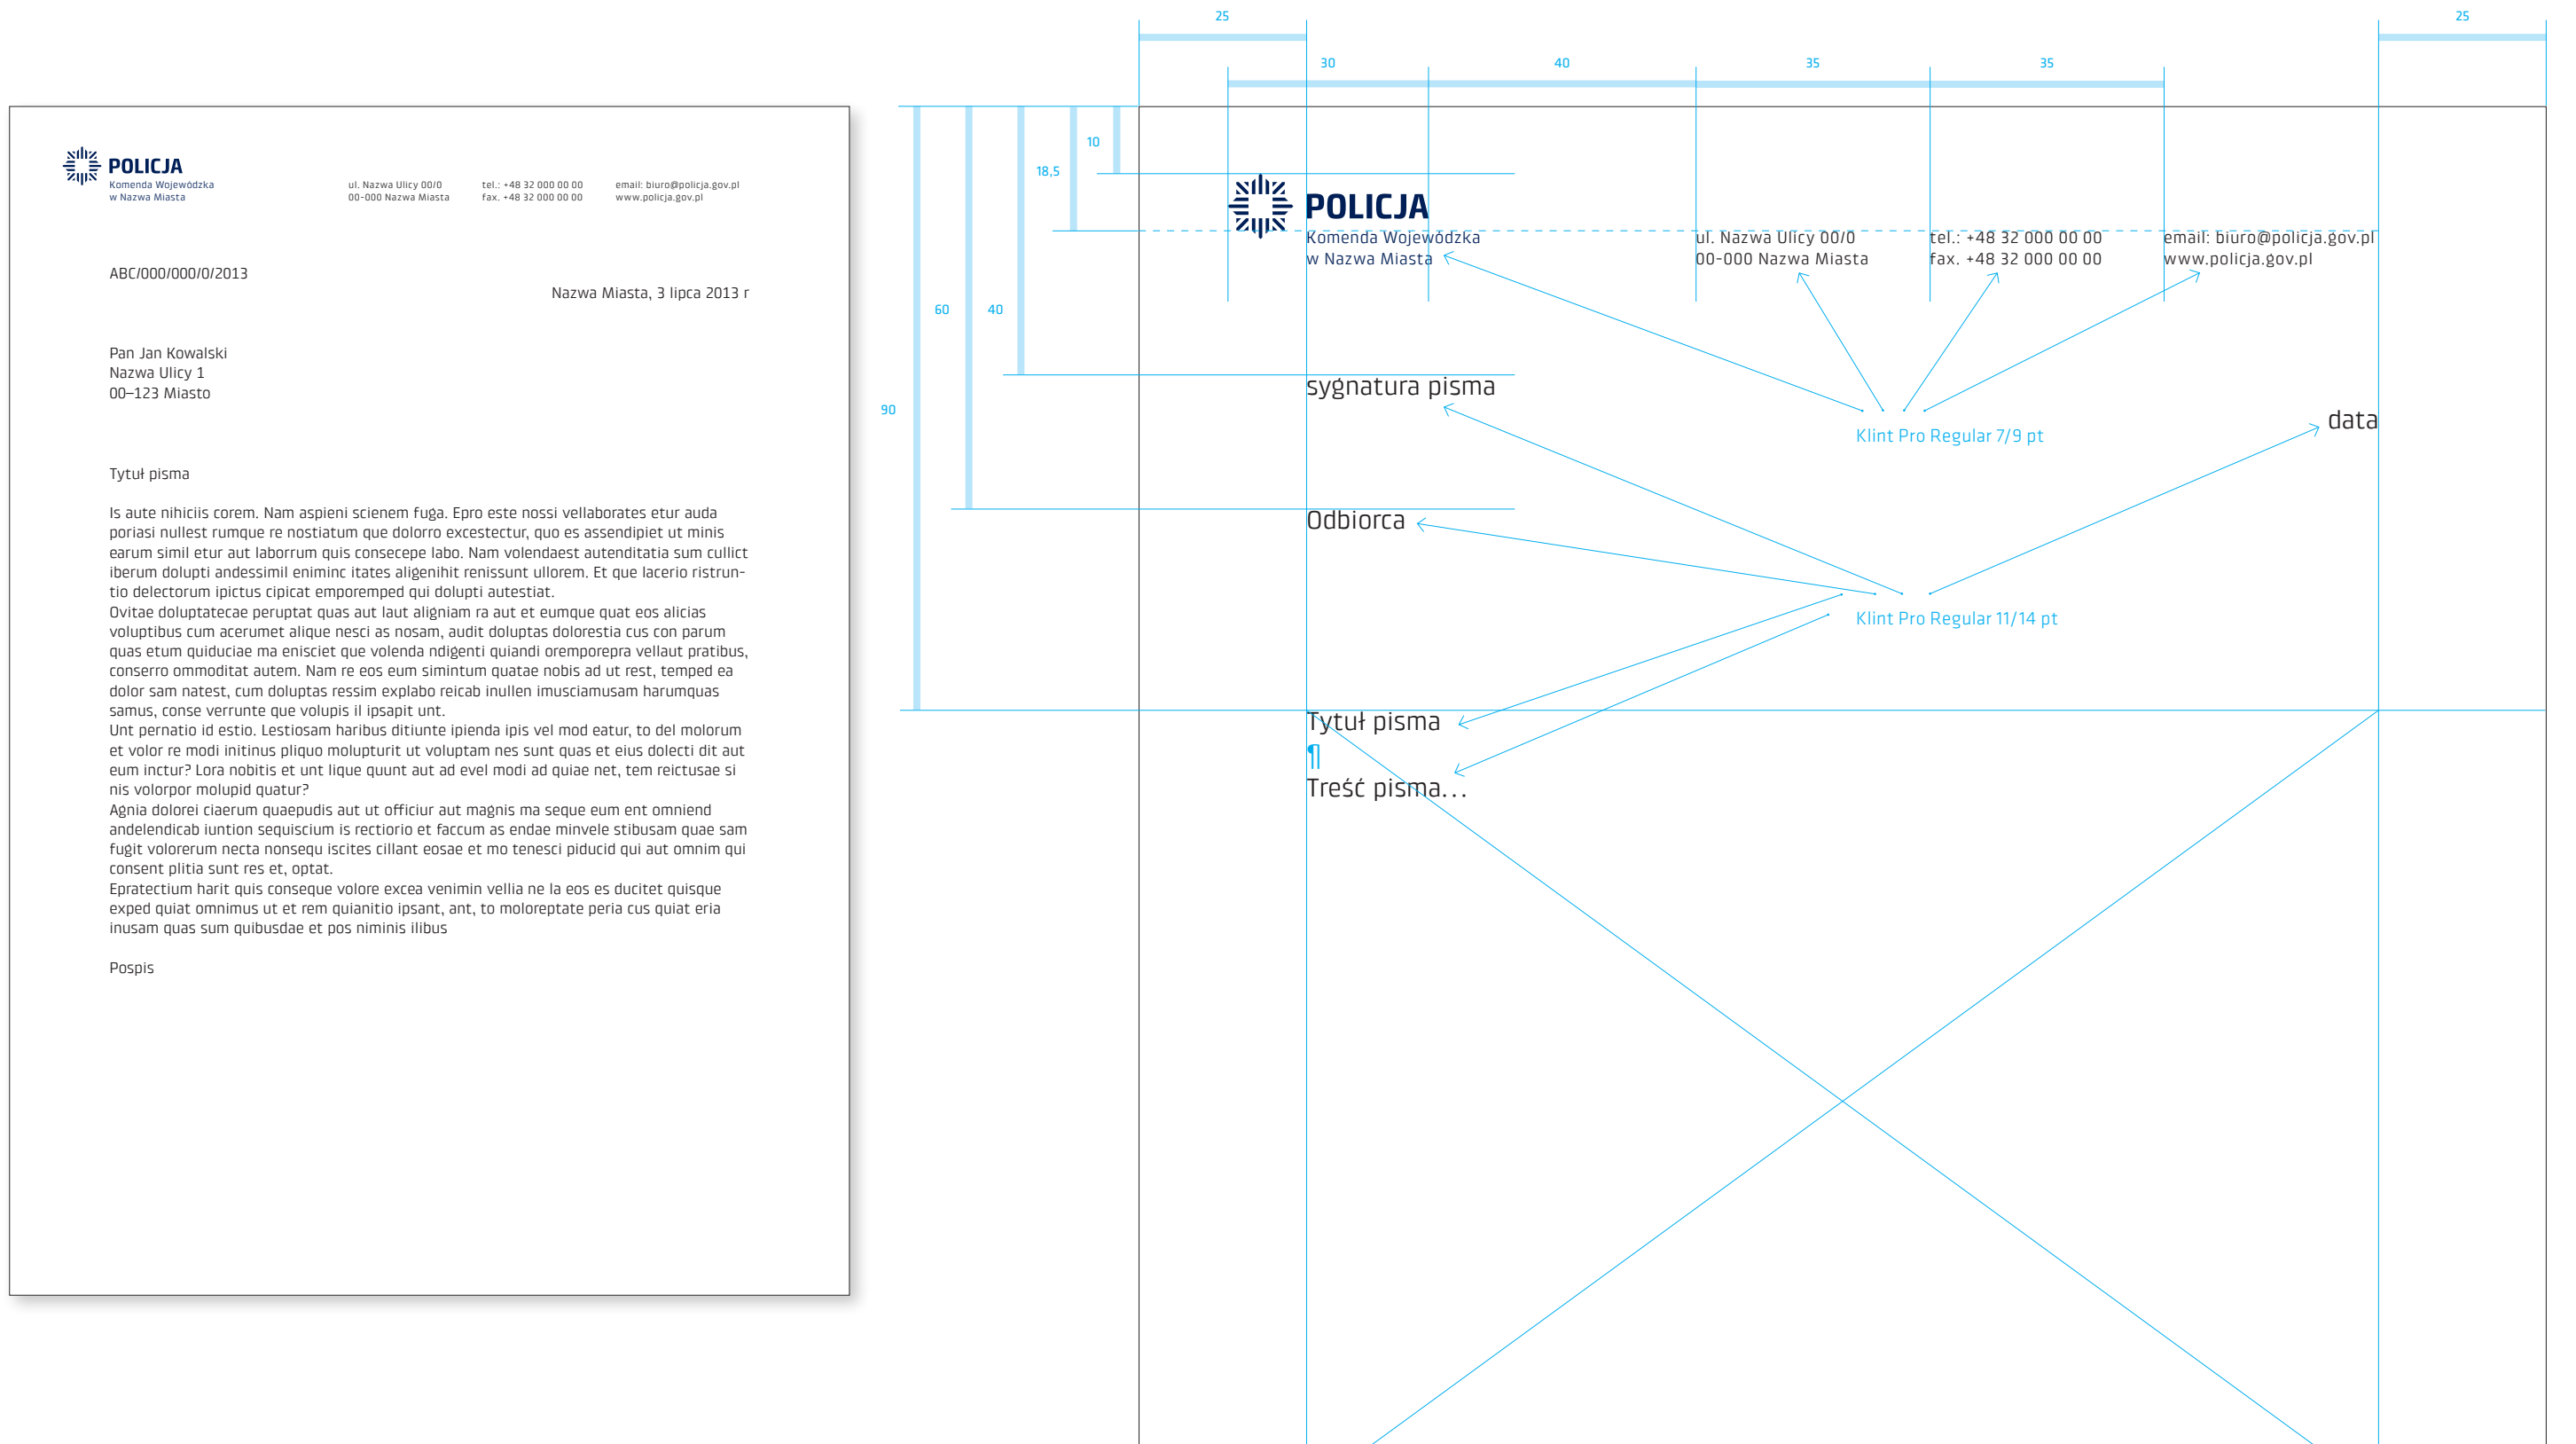 POLICJA
Komenda Wojewódzka
w Nazwa Miasta
ul. Nazwa Ulicy 00/0
00-000 Nazwa Miasta
tel.: +48 32 000 00 00
fax. +48 32 000 00 00
email: biuro@policja.gov.pl
www.policja.gov.pl
ABC/000/000/0/2013
Nazwa Miasta, 3 lipca 2013 r
Pan Jan Kowalski
Nazwa Ulicy 1
00–123 Miasto
Tytuł pisma
Is aute nihiciis corem. Nam aspieni scienem fuga. Epro este nossi vellaborates etur auda
poriasi nullest rumque re nostiatum que dolorro excestectur, quo es assendipiet ut minis
earum simil etur aut laborrum quis consecepe labo. Nam volendaest autenditatia sum cullict
iberum dolupti andessimil eniminc itates aligenihit renissunt ullorem. Et que lacerio ristrun-
tio delectorum ipictus cipicat emporemped qui dolupti autestiat.
Ovitae doluptatecae peruptat quas aut laut aligniam ra aut et eumque quat eos alicias
voluptibus cum acerumet alique nesci as nosam, audit doluptas dolorestia cus con parum
quas etum quiduciae ma enisciet que volenda ndigenti quiandi oremporepra vellaut pratibus,
conserro ommoditat autem. Nam re eos eum simintum quatae nobis ad ut rest, temped ea
dolor sam natest, cum doluptas ressim explabo reicab inullen imusciamusam harumquas
samus, conse verrunte que volupis il ipsapit unt.
Unt pernatio id estio. Lestiosam haribus ditiunte ipienda ipis vel mod eatur, to del molorum
et volor re modi initinus pliquo molupturit ut voluptam nes sunt quas et eius dolecti dit aut
eum inctur? Lora nobitis et unt lique quunt aut ad evel modi ad quiae net, tem reictusae si
nis volorpor molupid quatur?
Agnia dolorei ciaerum quaepudis aut ut officiur aut magnis ma seque eum ent omniend
andelendicab iuntion sequiscium is rectiorio et faccum as endae minvele stibusam quae sam
fugit volorerum necta nonsequ iscites cillant eosae et mo tenesci piducid qui aut omnim qui
consent plitia sunt res et, optat.
Epratectium harit quis conseque volore excea venimin vellia ne la eos es ducitet quisque
exped quiat omnimus ut et rem quianitio ipsant, ant, to moloreptate peria cus quiat eria
inusam quas sum quibusdae et pos niminis ilibus
Pospis
25
25
30
40
35
35
10
18,5
60
40
90
POLICJA
Komenda Wojewódzka
w Nazwa Miasta
ul. Nazwa Ulicy 00/0
00-000 Nazwa Miasta
tel.: +48 32 000 00 00
fax. +48 32 000 00 00
email: biuro@policja.gov.pl
www.policja.gov.pl
sygnatura pisma
data
Klint Pro Regular 7/9 pt
Odbiorca
Klint Pro Regular 11/14 pt
Tytuł pisma
¶
Treść pisma...